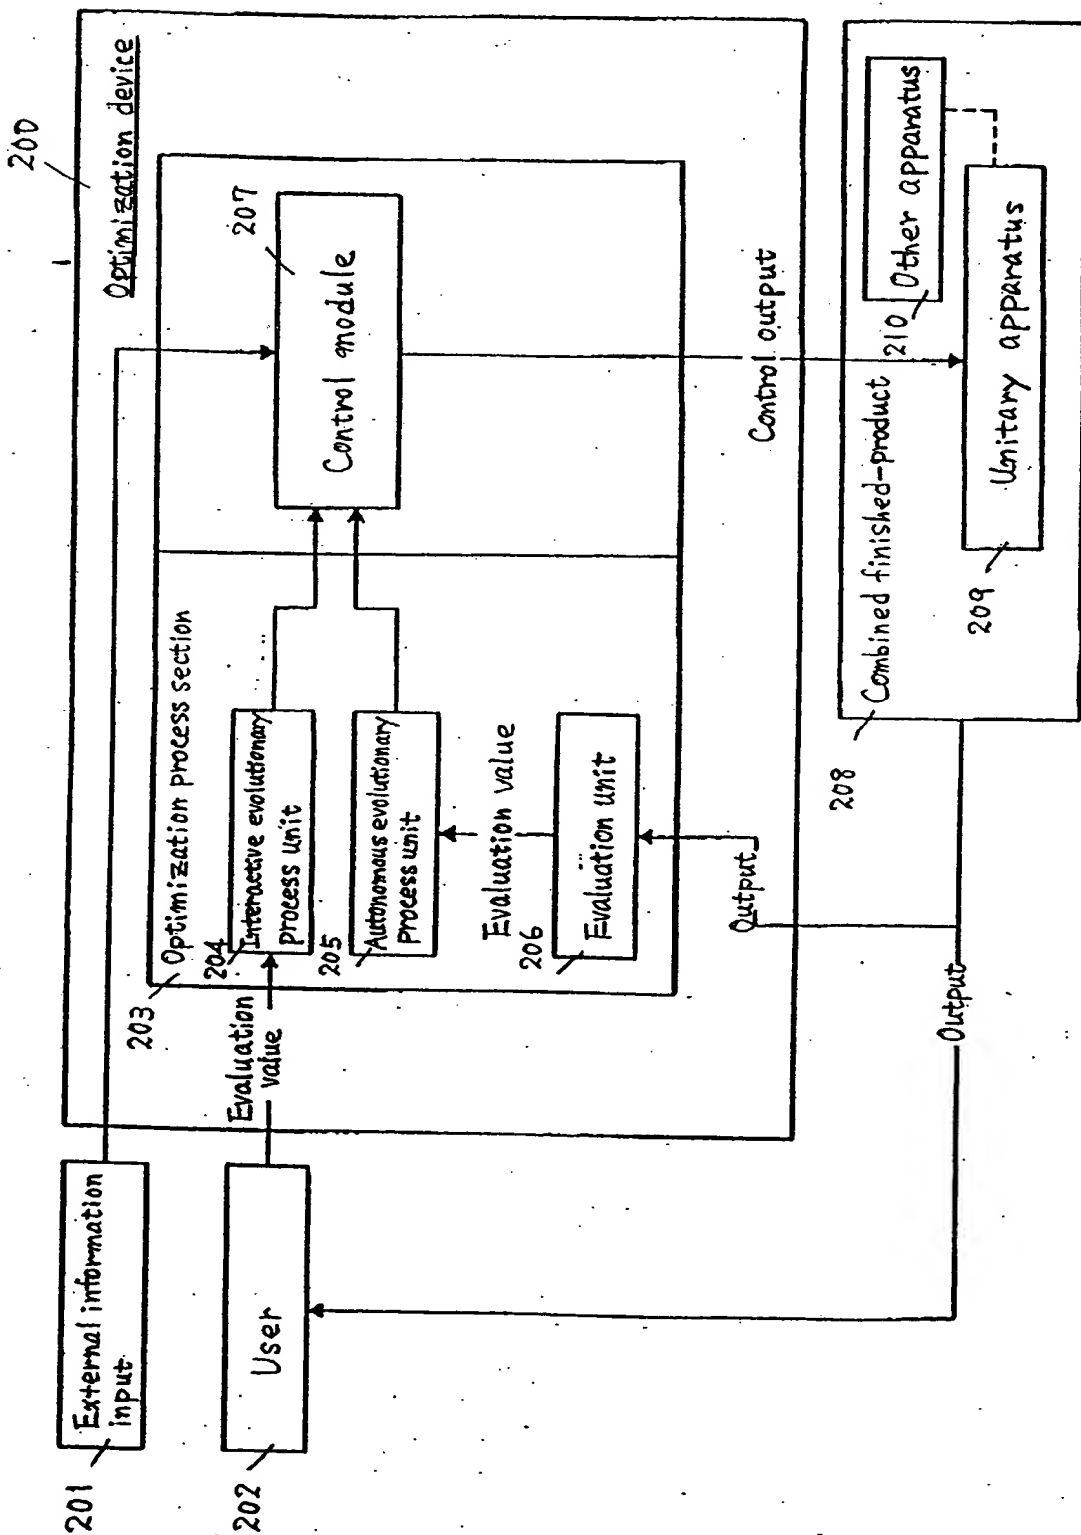 200
Optimization device
201
External information
input
202
User
Evaluation
value
203
Optimization process section
204
Interactive evolutionary
process unit
205
Autonomous evolutionary
process unit
Evaluation
value
206
Evaluation unit
Output
207
Control module
Control output
208
Combined finished-product
209
Unitary apparatus
210
Other apparatus
Output